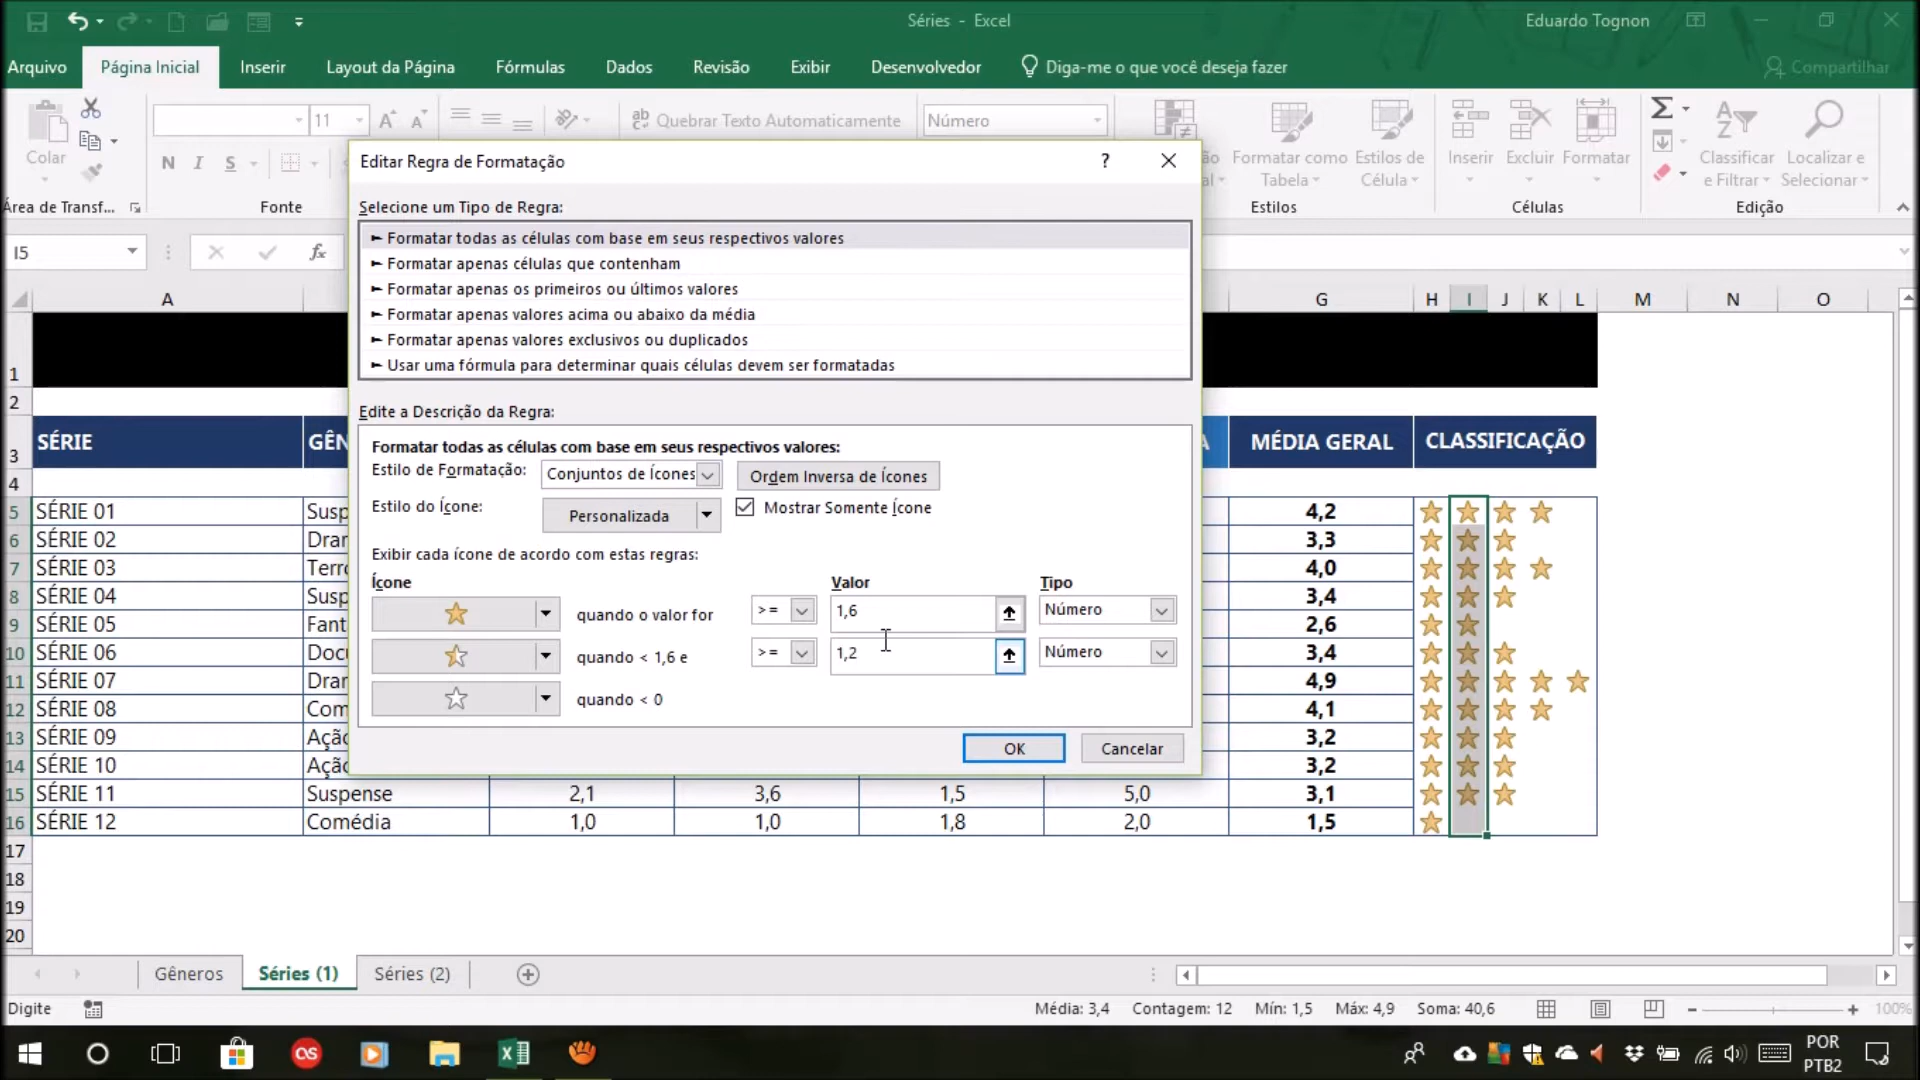 Séries - Excel
Eduardo Tognon
Arquivo Página Inicial Inserir Layout da Página Fórmulas Dados Revisão Exibir Desenvolvedor Diga-me o que você deseja fazer Compartilhar
Colar
11
Quebrar Texto Automaticamente
Número
N I S
Formatar como Tabela
Estilos de Célula
Inserir Excluir Formatar
Classificar e Filtrar
Localizar e Selecionar
Área de Transf... Fonte Estilos Células Edição
I5
fx
A G H I J K L M N O
Editar Regra de Formatação ?
Selecione um Tipo de Regra:
► Formatar todas as células com base em seus respectivos valores
► Formatar apenas células que contenham
► Formatar apenas os primeiros ou últimos valores
► Formatar apenas valores acima ou abaixo da média
► Formatar apenas valores exclusivos ou duplicados
► Usar uma fórmula para determinar quais células devem ser formatadas
Edite a Descrição da Regra:
Formatar todas as células com base em seus respectivos valores:
Estilo de Formatação: Conjuntos de Ícones Ordem Inversa de Ícones
Estilo do Ícone: Personalizada Mostrar Somente Ícone
Exibir cada ícone de acordo com estas regras:
Ícone Valor Tipo
quando o valor for >= 1,6 Número
quando < 1,6 e >= 1,2 Número
quando < 0
OK Cancelar
1
2
3 SÉRIE GÊN A MÉDIA GERAL CLASSIFICAÇÃO
4
5 SÉRIE 01 Susp 4,2
6 SÉRIE 02 Dran 3,3
7 SÉRIE 03 Terro 4,0
8 SÉRIE 04 Susp 3,4
9 SÉRIE 05 Fant 2,6
10 SÉRIE 06 Docu 3,4
11 SÉRIE 07 Dran 4,9
12 SÉRIE 08 Com 4,1
13 SÉRIE 09 Ação 3,2
14 SÉRIE 10 Ação 3,2
15 SÉRIE 11 Suspense 2,1 3,6 1,5 5,0 3,1
16 SÉRIE 12 Comédia 1,0 1,0 1,8 2,0 1,5
17
18
19
20
Gêneros Séries (1) Séries (2)
Digite
Média: 3,4 Contagem: 12 Mín: 1,5 Máx: 4,9 Soma: 40,6 100%
POR
PTB2